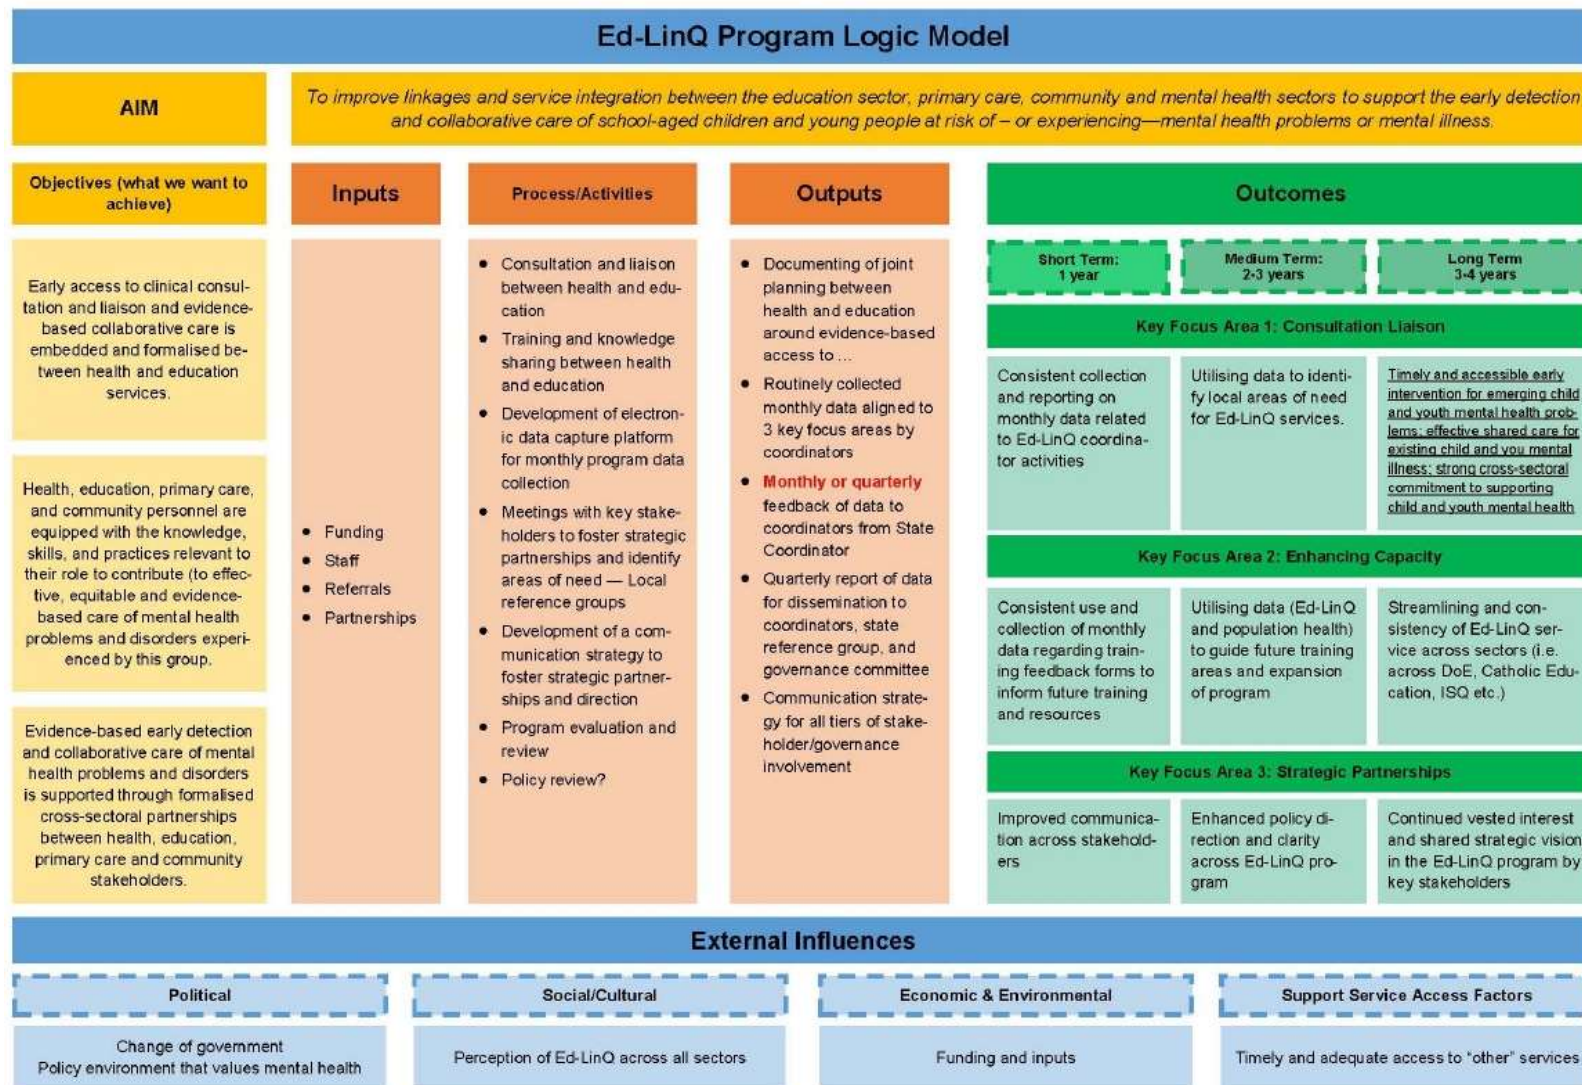 Ed-LinQ Program Logic Model
AIM
To improve linkages and service integration between the education sector, primary care, community and mental health sectors to support the early detection
and collaborative care of school-aged children and young people at risk of – or experiencing—mental health problems or mental illness.
Objectives (what we want to
achieve)
Early access to clinical consul-
tation and liaison and evidence-
based collaborative care is
embedded and formalised be-
tween health and education
services.
Health, education, primary care,
and community personnel are
equipped with the knowledge,
skills, and practices relevant to
their role to contribute (to effec-
tive, equitable and evidence-
based care of mental health
problems and disorders experi-
enced by this group.
Evidence-based early detection
and collaborative care of mental
health problems and disorders
is supported through formalised
cross-sectoral partnerships
between health, education,
primary care and community
stakeholders.
Inputs
• Funding
• Staff
• Referrals
• Partnerships
Process/Activities
• Consultation and liaison
between health and edu-
cation
• Training and knowledge
sharing between health
and education
• Development of electron-
ic data capture platform
for monthly program data
collection
• Meetings with key stake-
holders to foster strategic
partnerships and identify
areas of need — Local
reference groups
• Development of a com-
munication strategy to
foster strategic partner-
ships and direction
• Program evaluation and
review
• Policy review?
Outputs
• Documenting of joint
planning between
health and education
around evidence-based
access to ...
• Routinely collected
monthly data aligned to
3 key focus areas by
coordinators
• Monthly or quarterly
feedback of data to
coordinators from State
Coordinator
• Quarterly report of data
for dissemination to
coordinators, state
reference group, and
governance committee
• Communication strate-
gy for all tiers of stake-
holder/governance
involvement
Outcomes
Short Term:
1 year
Medium Term:
2-3 years
Long Term
3-4 years
Key Focus Area 1: Consultation Liaison
Consistent collection
and reporting on
monthly data related
to Ed-LinQ coordina-
tor activities
Utilising data to identi-
fy local areas of need
for Ed-LinQ services.
Timely and accessible early
intervention for emerging child
and youth mental health prob-
lems; effective shared care for
existing child and you mental
illness; strong cross-sectoral
commitment to supporting
child and youth mental health
Key Focus Area 2: Enhancing Capacity
Consistent use and
collection of monthly
data regarding train-
ing feedback forms to
inform future training
and resources
Utilising data (Ed-LinQ
and population health)
to guide future training
areas and expansion
of program
Streamlining and con-
sistency of Ed-LinQ ser-
vice across sectors (i.e.
across DoE, Catholic Edu-
cation, ISQ etc.)
Key Focus Area 3: Strategic Partnerships
Improved communica-
tion across stakehold-
ers
Enhanced policy di-
rection and clarity
across Ed-LinQ pro-
gram
Continued vested interest
and shared strategic vision
in the Ed-LinQ program by
key stakeholders
External Influences
Political
Change of government
Policy environment that values mental health
Social/Cultural
Perception of Ed-LinQ across all sectors
Economic & Environmental
Funding and inputs
Support Service Access Factors
Timely and adequate access to "other" services